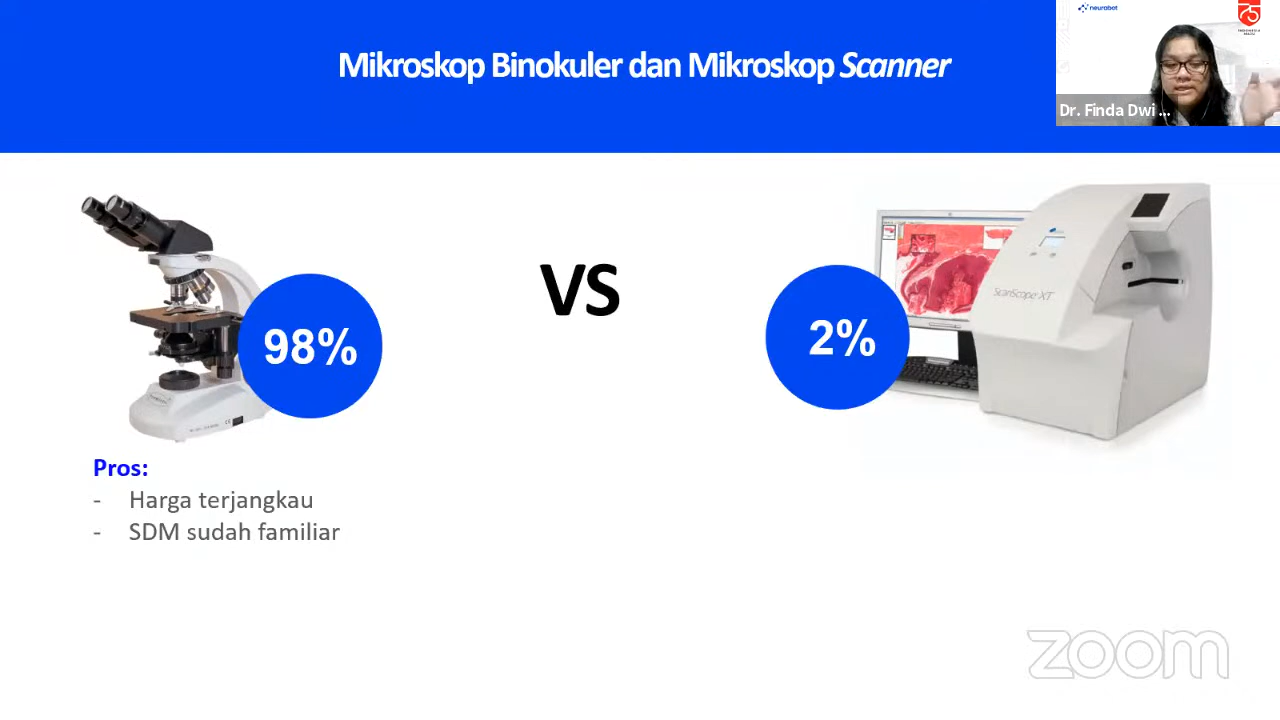 Mikroskop Binokuler dan Mikroskop Scanner
neurabot
Dr. Finda Dwi ...
98%
VS
2%
ScanScope XT
Pros:
- Harga terjangkau
- SDM sudah familiar
zoom